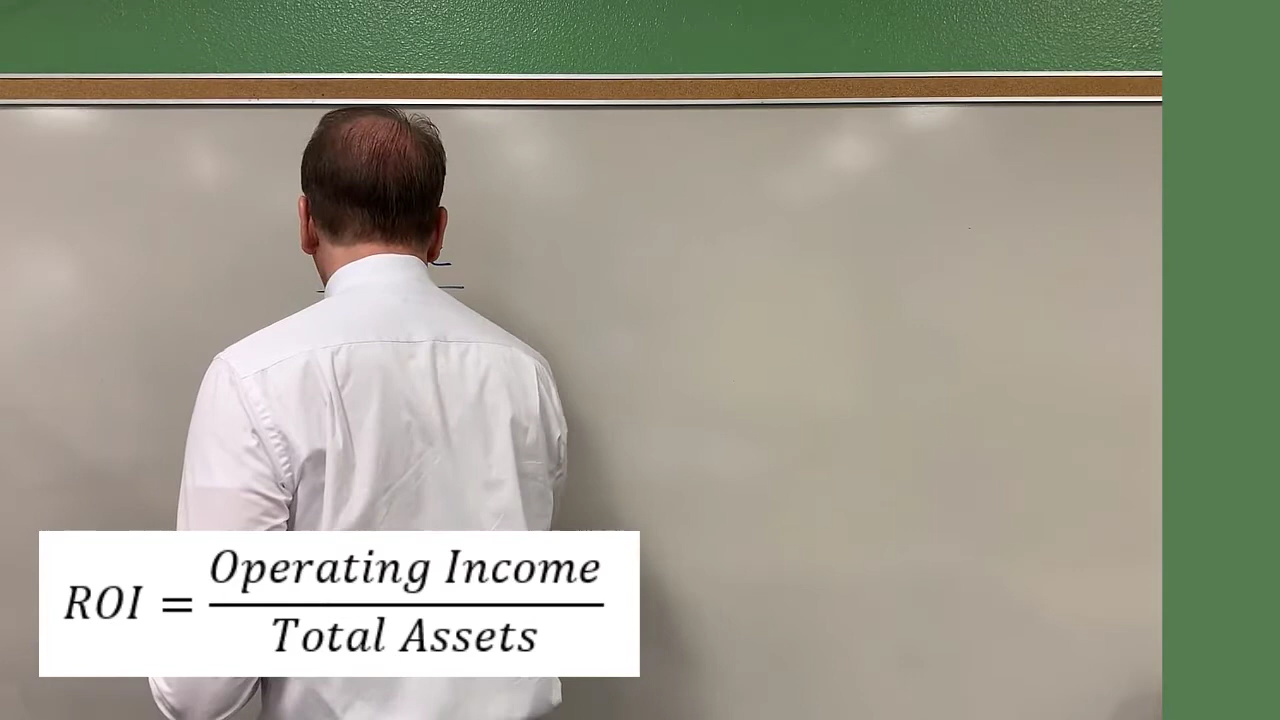 ROI = Operating Income / Total Assets